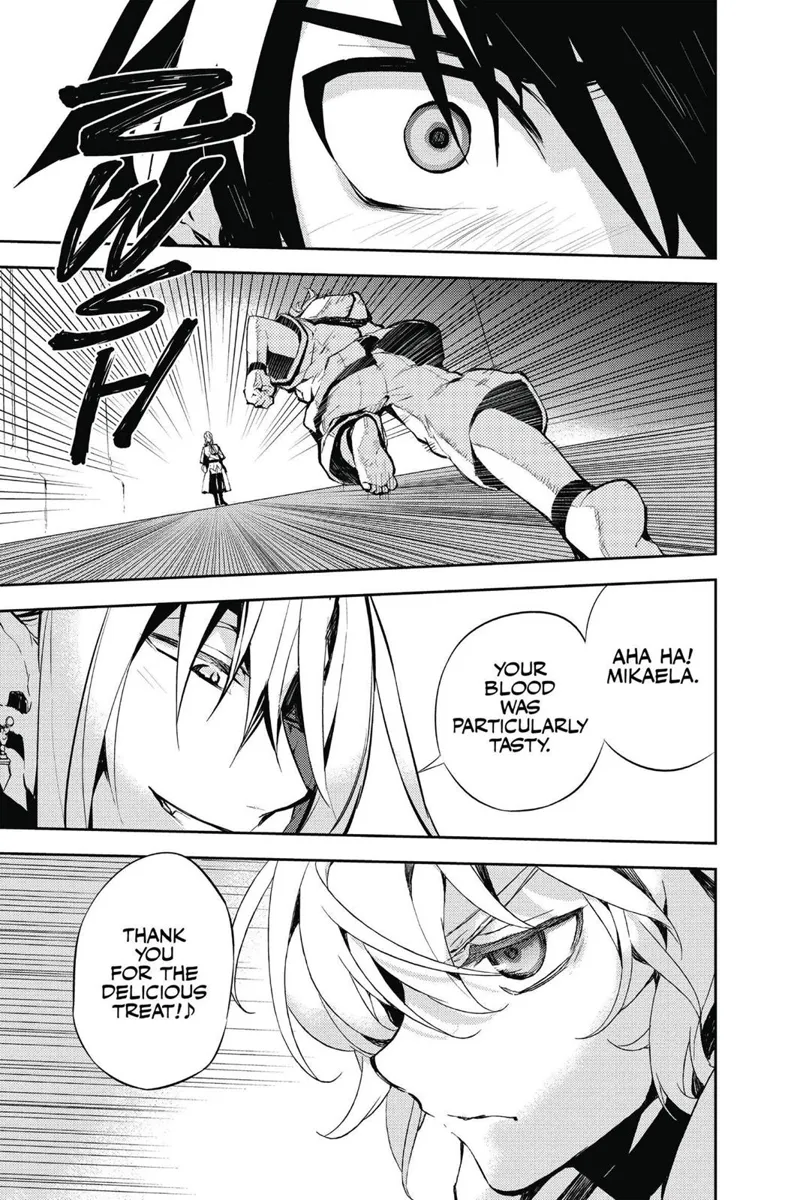 ZWSH
AHA HA!
MIKAELA.
YOUR
BLOOD
WAS
PARTICULARLY
TASTY.
THANK
YOU
FOR THE
DELICIOUS
TREAT!♪